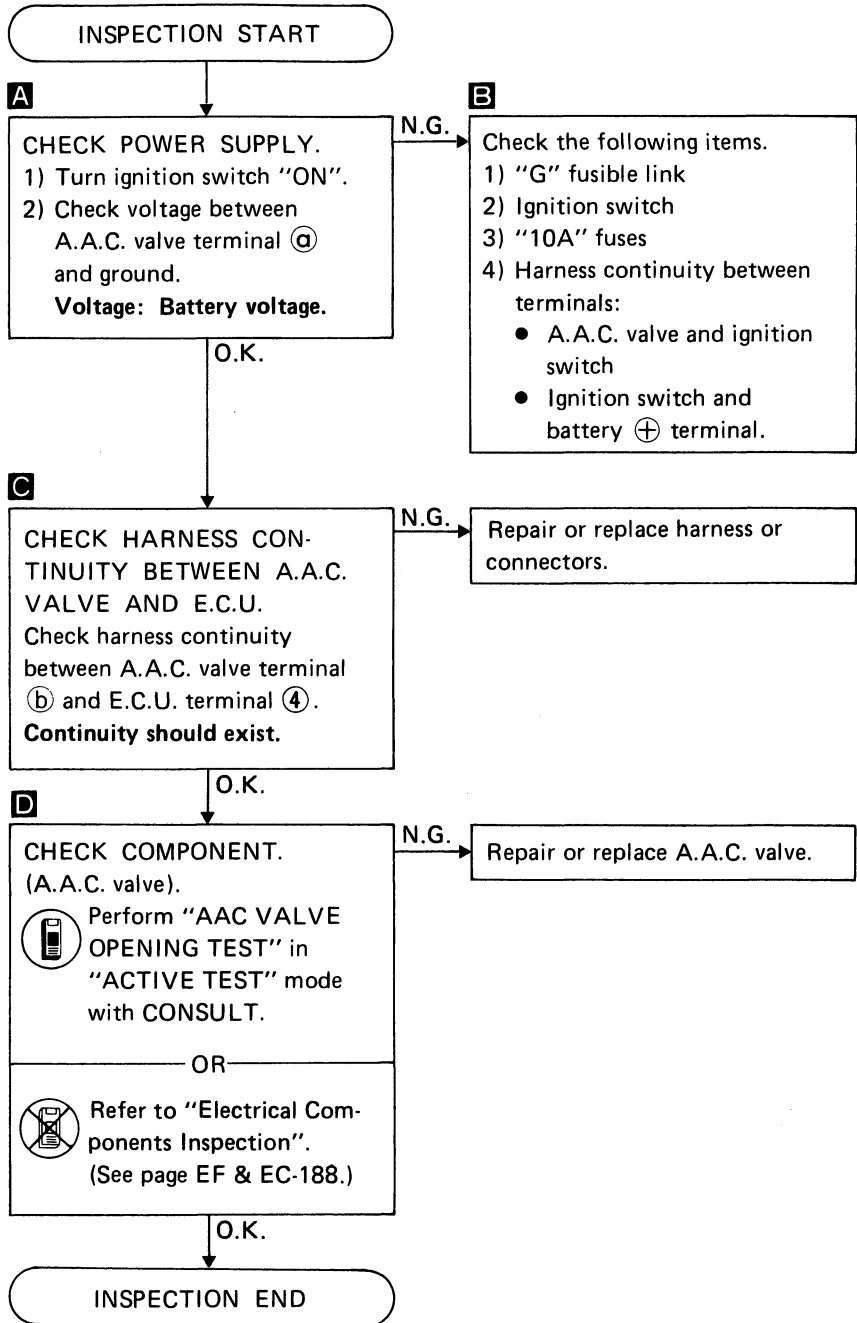 INSPECTION START
A
CHECK POWER SUPPLY.
1) Turn ignition switch "ON".
2) Check voltage between
A.A.C. valve terminal ⓐ
and ground.
Voltage: Battery voltage.
N.G.
B
Check the following items.
1) "G" fusible link
2) Ignition switch
3) "10A" fuses
4) Harness continuity between
terminals:
● A.A.C. valve and ignition
switch
● Ignition switch and
battery ⊕ terminal.
O.K.
C
CHECK HARNESS CON-
TINUITY BETWEEN A.A.C.
VALVE AND E.C.U.
Check harness continuity
between A.A.C. valve terminal
ⓑ and E.C.U. terminal ④.
Continuity should exist.
N.G.
Repair or replace harness or
connectors.
O.K.
D
CHECK COMPONENT.
(A.A.C. valve).
Perform "AAC VALVE
OPENING TEST" in
"ACTIVE TEST" mode
with CONSULT.
OR
Refer to "Electrical Com-
ponents Inspection".
(See page EF & EC-188.)
N.G.
Repair or replace A.A.C. valve.
O.K.
INSPECTION END